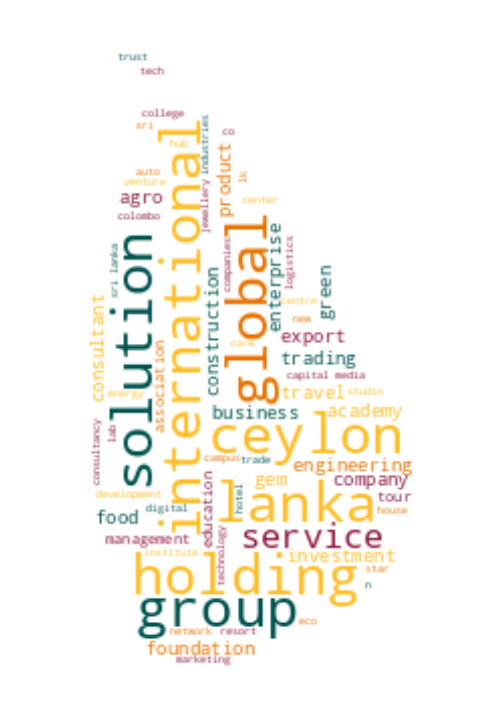 trust
tech
college
sri
industries
co
hub
international
product
auto
lk
venture
agro
jewellery
center
colombo
global
enterprise
solution
companies
logistics
sri lanka
construction
green
consultant
centre
new
export
association
care
trading
capital media
energy
travel
studio
business
academy
consultancy
lab
ceylon
campus
trade
engineering
education
gem
company
development
hotel
lanka
tour
digital
house
food
service
management
technology
institute
investment
holding
star
n
group
eco
network
resort
foundation
marketing